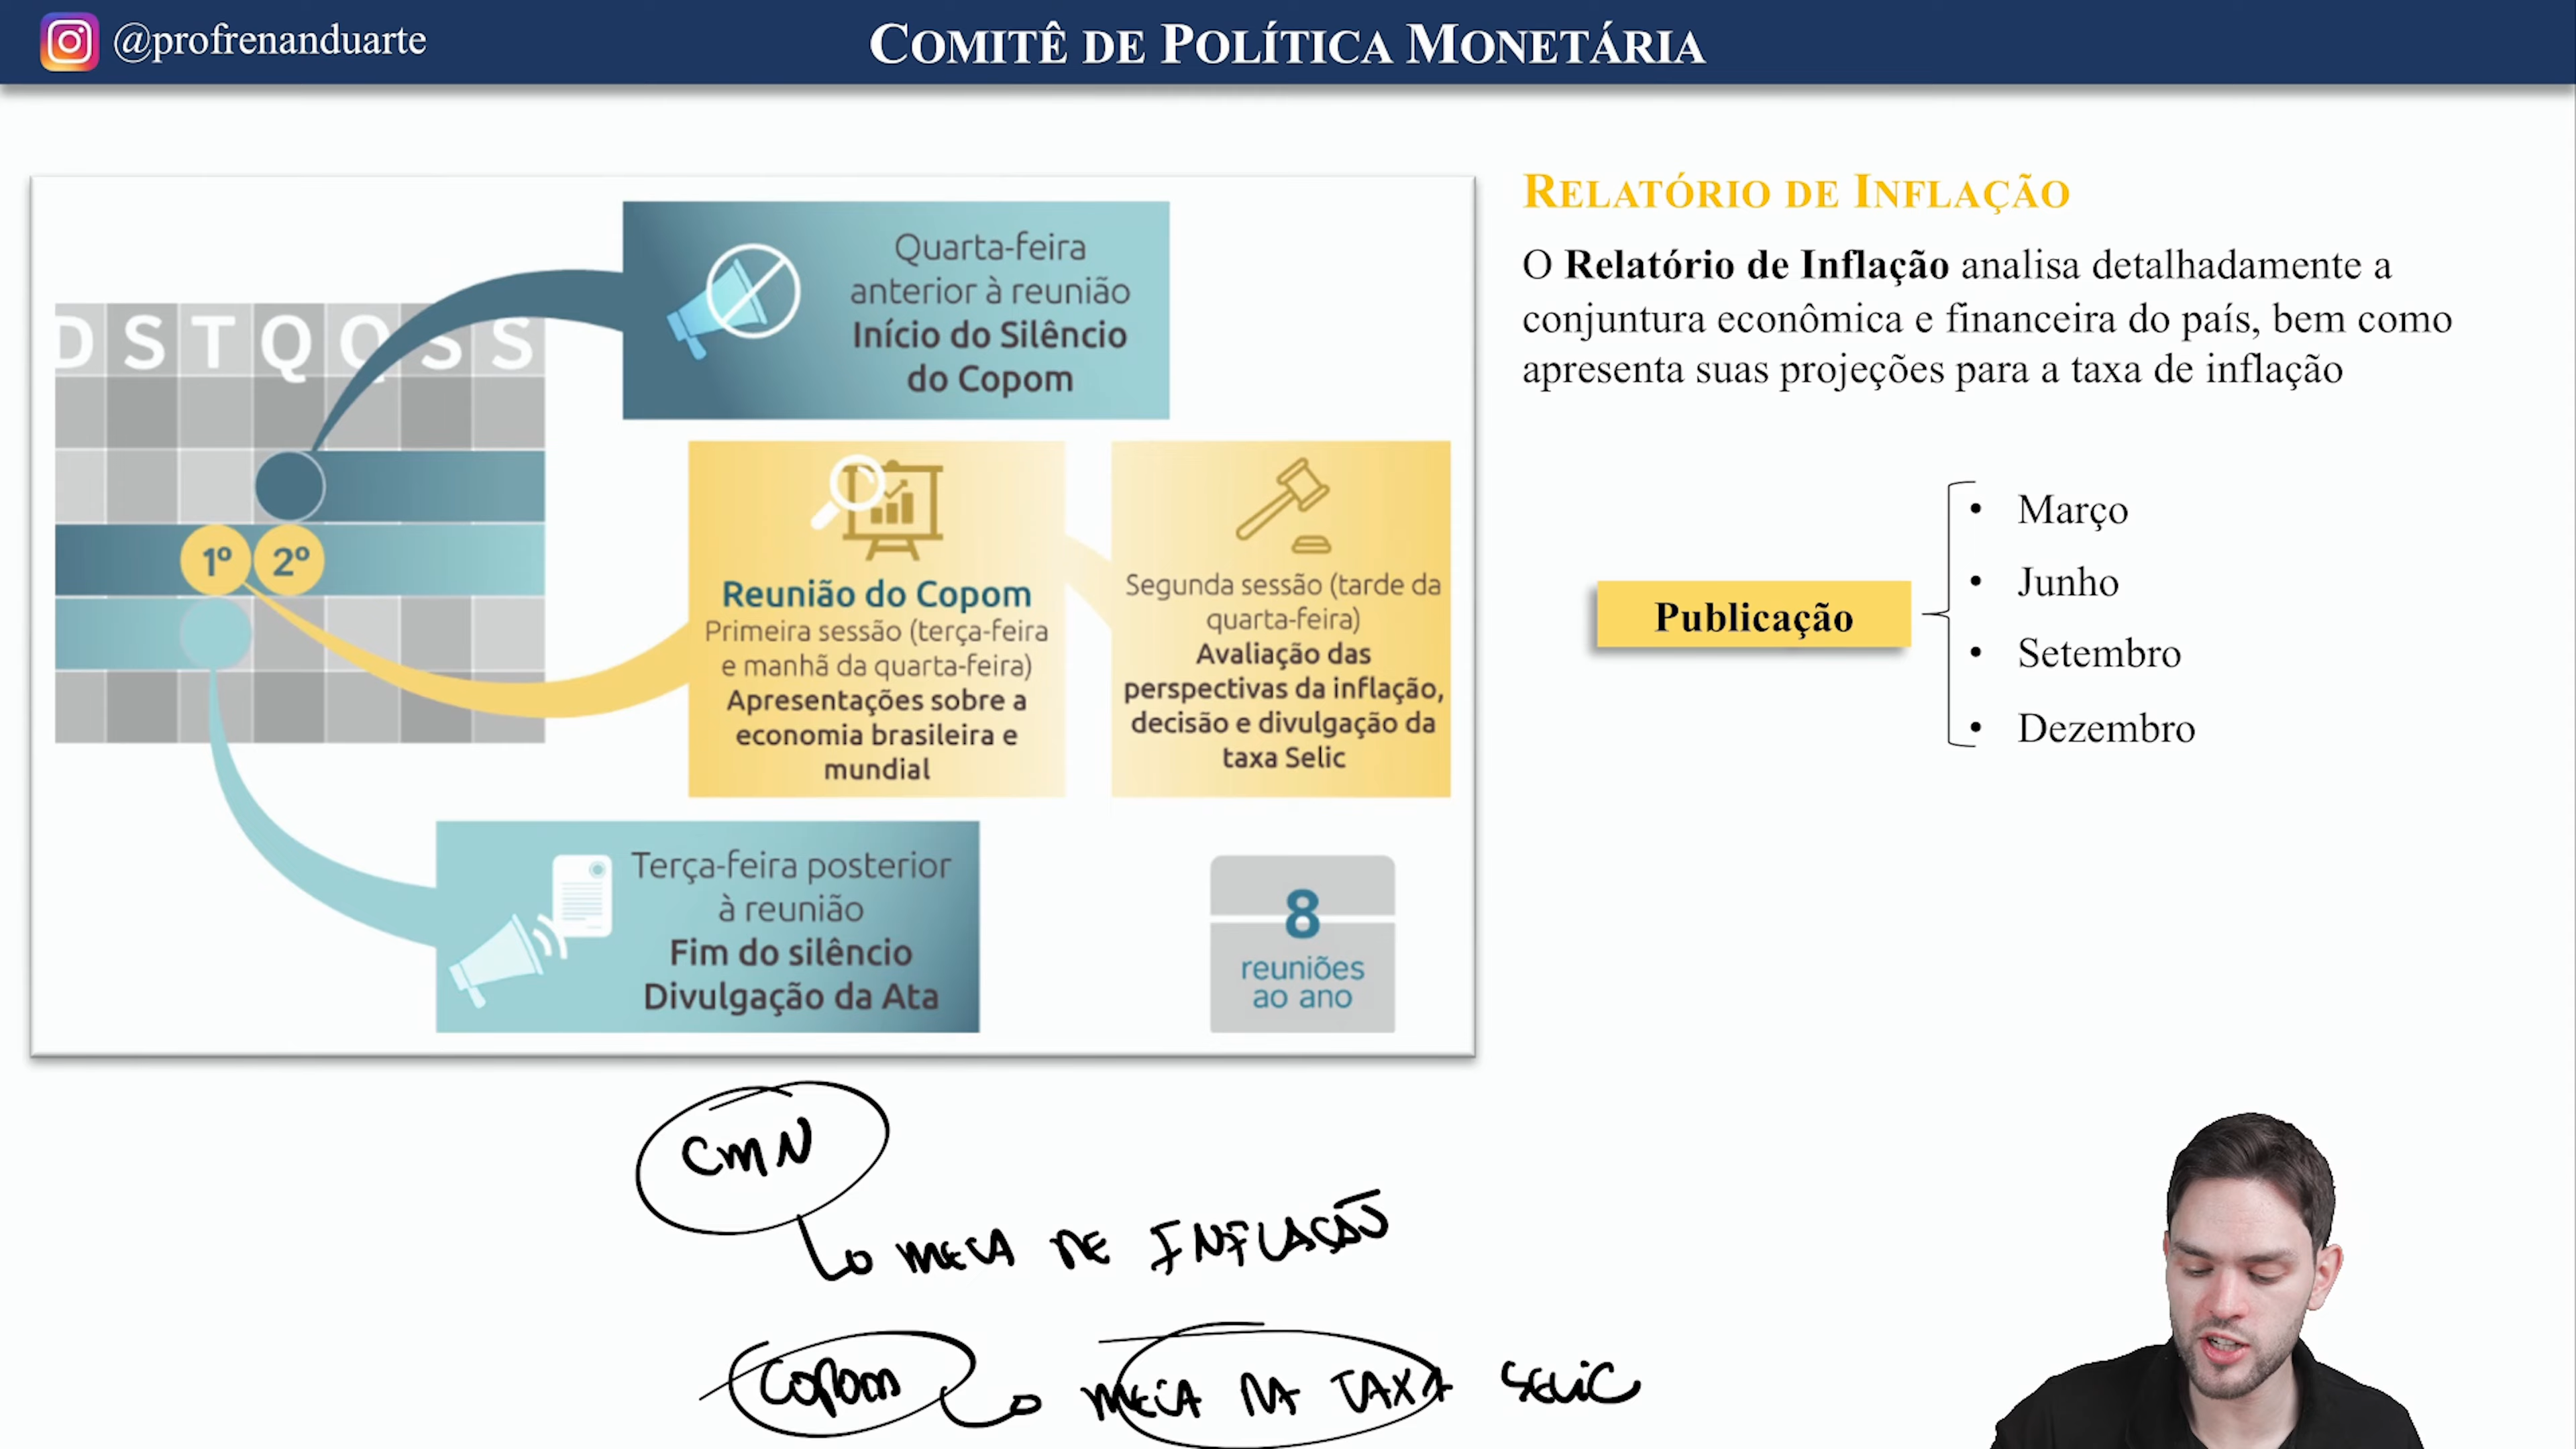 @profrenanduarte
COMITÊ DE POLÍTICA MONETÁRIA
D S T Q Q S S
Quarta-feira
anterior à reunião
Início do Silêncio
do Copom
1º 2º
Reunião do Copom
Primeira sessão (terça-feira
e manhã da quarta-feira)
Apresentações sobre a
economia brasileira e
mundial
Segunda sessão (tarde da
quarta-feira)
Avaliação das
perspectivas da inflação,
decisão e divulgação da
taxa Selic
Terça-feira posterior
à reunião
Fim do silêncio
Divulgação da Ata
8
reuniões
ao ano
RELATÓRIO DE INFLAÇÃO
O Relatório de Inflação analisa detalhadamente a
conjuntura econômica e financeira do país, bem como
apresenta suas projeções para a taxa de inflação
Publicação
• Março
• Junho
• Setembro
• Dezembro
CMN
META DE INFLAÇÃO
COPOM META DA TAXA SELIC